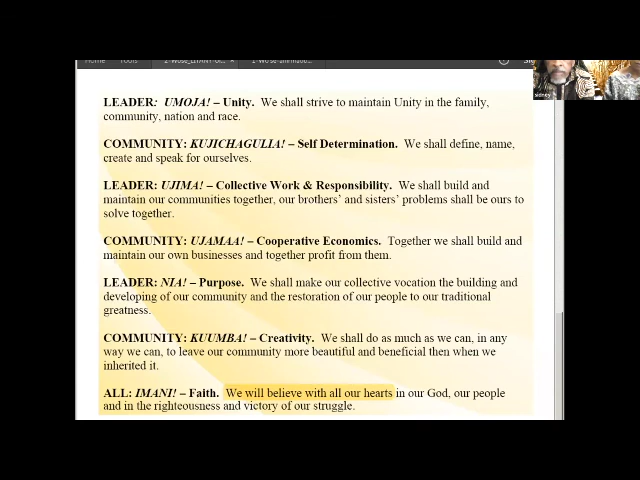 Home Tools
LEADER: UMOJA! – Unity. We shall strive to maintain Unity in the family,
community, nation and race.
COMMUNITY: KUJICHAGULIA! – Self Determination. We shall define, name,
create and speak for ourselves.
LEADER: UJIMA! – Collective Work & Responsibility. We shall build and
maintain our communities together, our brothers' and sisters' problems shall be ours to
solve together.
COMMUNITY: UJAMAA! – Cooperative Economics. Together we shall build and
maintain our own businesses and together profit from them.
LEADER: NIA! – Purpose. We shall make our collective vocation the building and
developing of our community and the restoration of our people to our traditional
greatness.
COMMUNITY: KUUMBA! – Creativity. We shall do as much as we can, in any
way we can, to leave our community more beautiful and beneficial then when we
inherited it.
ALL: IMANI! – Faith. We will believe with all our hearts in our God, our people
and in the righteousness and victory of our struggle.
sidney